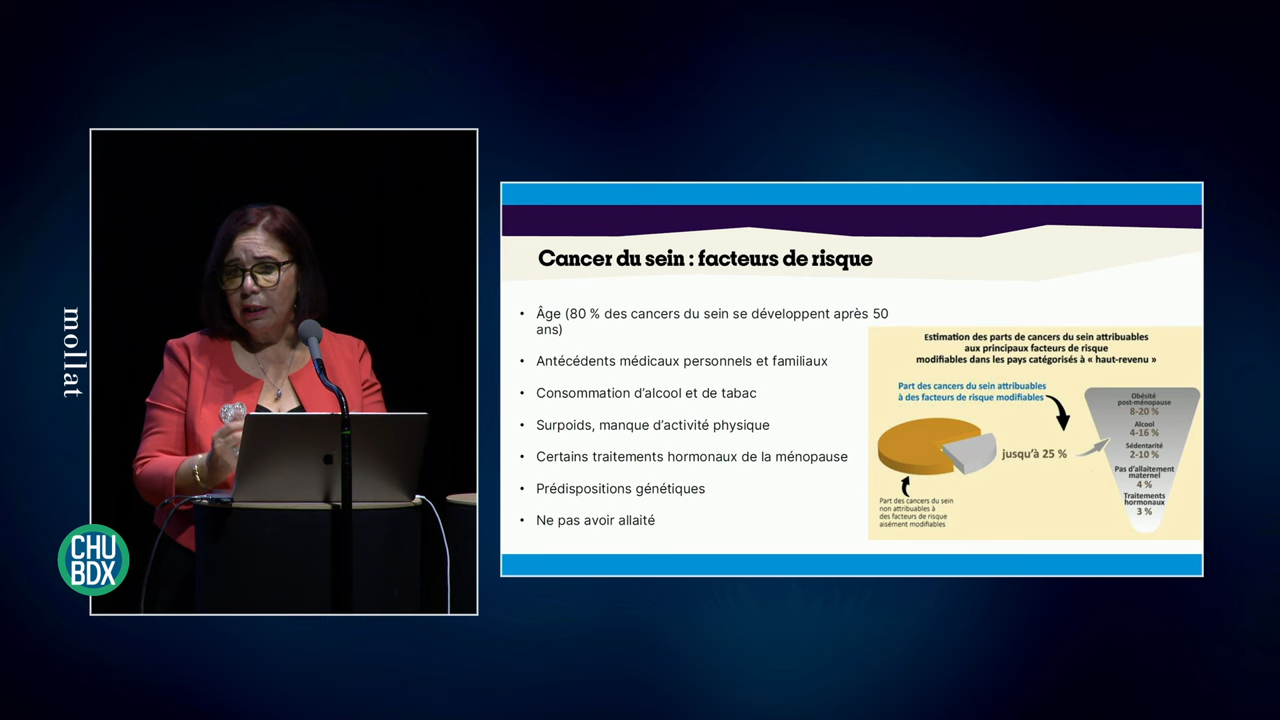 mollat
CHU
BDX
Cancer du sein : facteurs de risque
• Âge (80 % des cancers du sein se développent après 50
ans)
• Antécédents médicaux personnels et familiaux
• Consommation d'alcool et de tabac
• Surpoids, manque d'activité physique
• Certains traitements hormonaux de la ménopause
• Prédispositions génétiques
• Ne pas avoir allaité
Estimation des parts de cancers du sein attribuables
aux principaux facteurs de risque
modifiables dans les pays catégorisés à « haut-revenu »
Part des cancers du sein attribuables
à des facteurs de risque modifiables
jusqu'à 25 %
Part des cancers du sein
non attribuables à
des facteurs de risque
aisément modifiables
Obésité
post-ménopause
8-20 %
Alcool
4-16 %
Sédentarité
2-10 %
Pas d'allaitement
maternel
4 %
Traitements
hormonaux
3 %